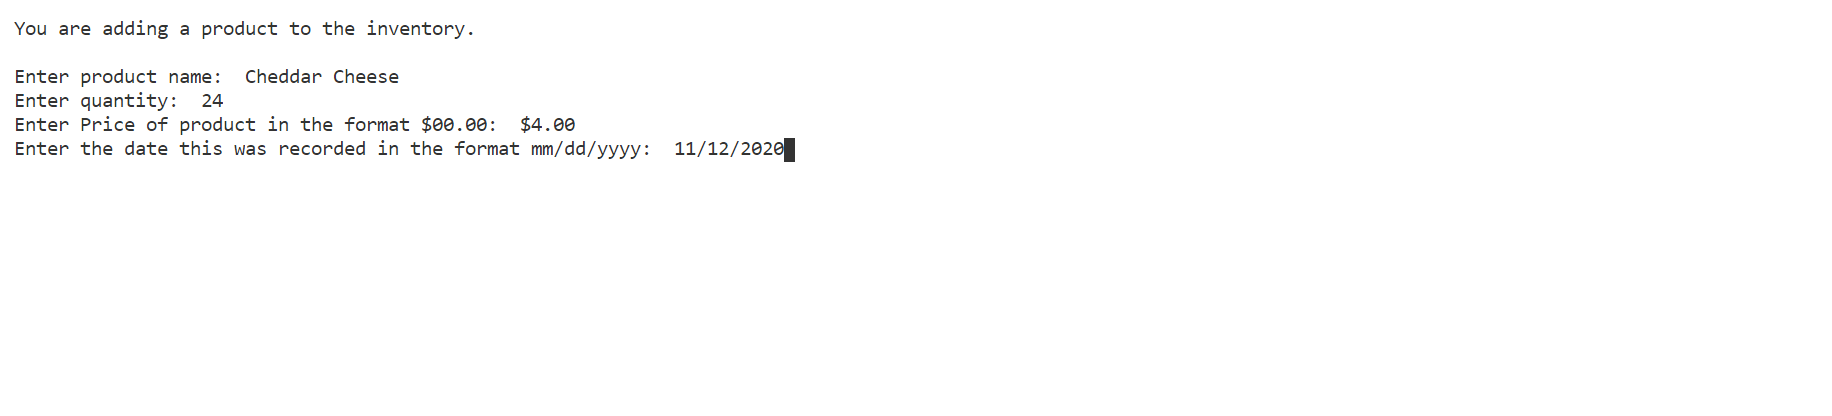 You are adding a product to the inventory.
Enter product name:  Cheddar Cheese
Enter quantity:  24
Enter Price of product in the format $00.00:  $4.00
Enter the date this was recorded in the format mm/dd/yyyy:  11/12/2020